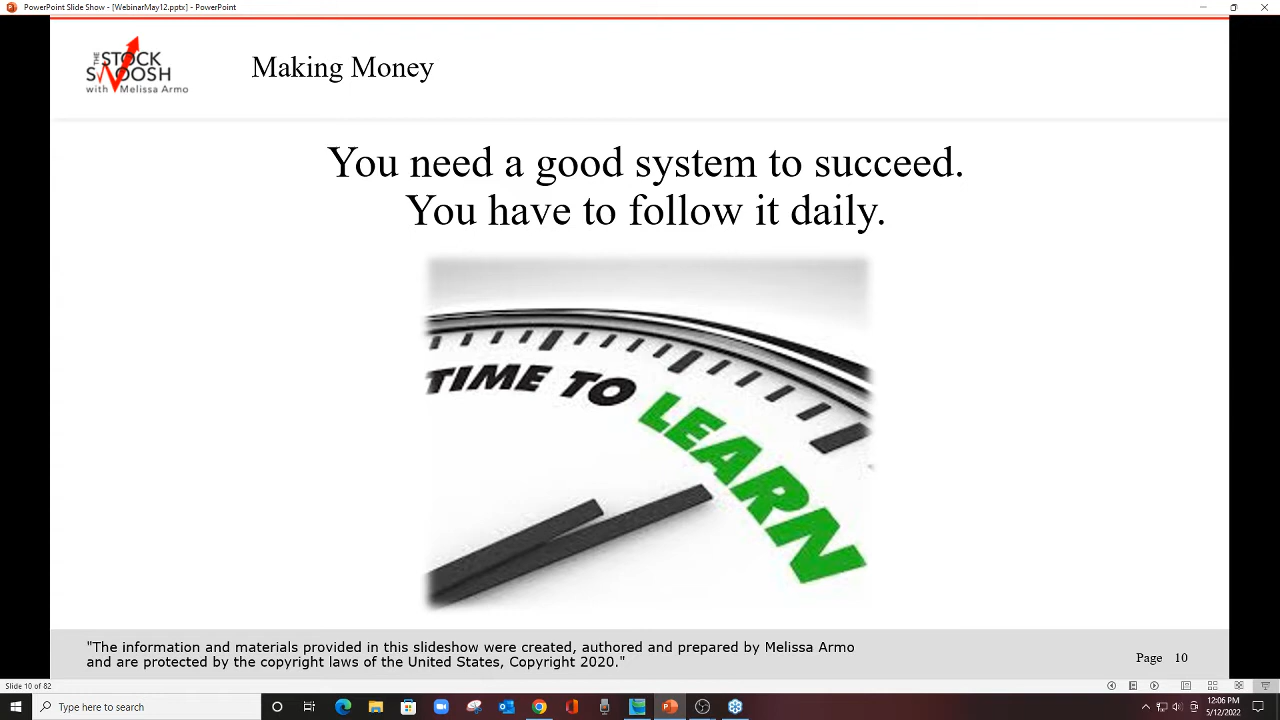 PowerPoint Slide Show - [WebinarMay12.pptx] - PowerPoint
THE STOCK
SWOOSH
with Melissa Armo
Making Money
You need a good system to succeed.
You have to follow it daily.
TIME TO LEARN
"The information and materials provided in this slideshow were created, authored and prepared by Melissa Armo
and are protected by the copyright laws of the United States, Copyright 2020."
Page 10
Slide 10 of 82
Type here to search
12:06 PM
5/12/2022